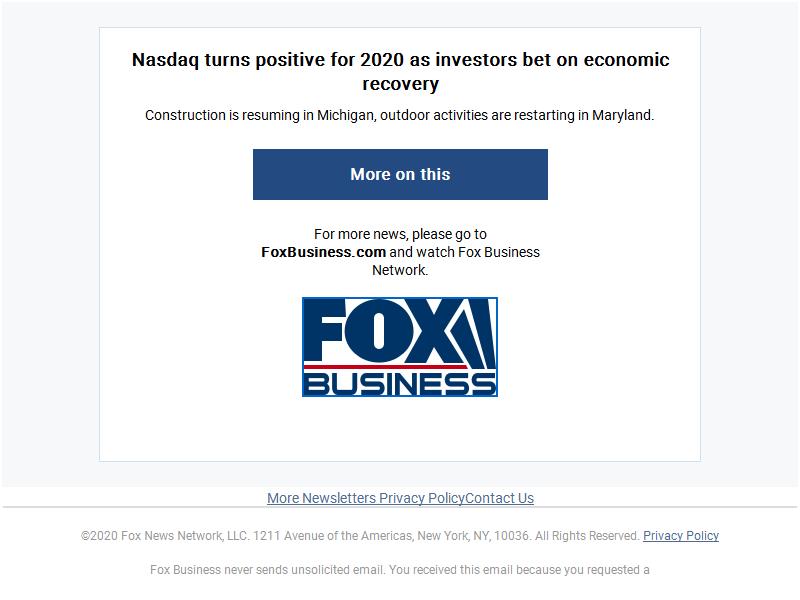 Nasdaq turns positive for 2020 as investors bet on economic
recovery
Construction is resuming in Michigan, outdoor activities are restarting in Maryland.
More on this
For more news, please go to
FoxBusiness.com and watch Fox Business
Network.
FOX
BUSINESS
More Newsletters Privacy PolicyContact Us
©2020 Fox News Network, LLC. 1211 Avenue of the Americas, New York, NY, 10036. All Rights Reserved. Privacy Policy
Fox Business never sends unsolicited email. You received this email because you requested a